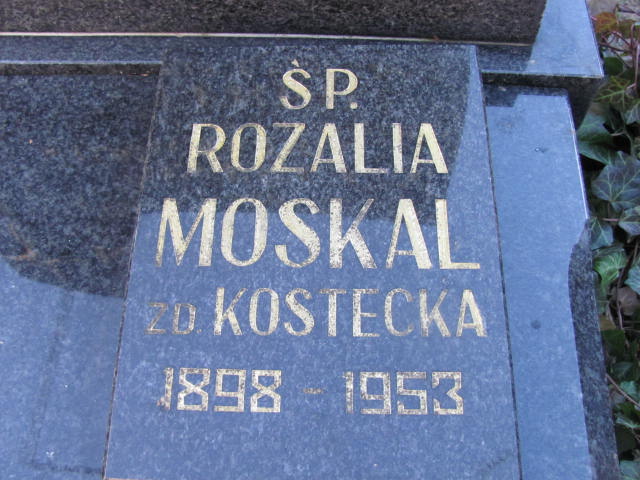 ŚP.
ROZALIA
MOSKAL
ZD. KOSTECKA
1898 - 1953